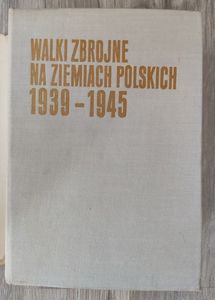 WALKI ZBROJNE
NA ZIEMIACH POLSKICH
1939-1945